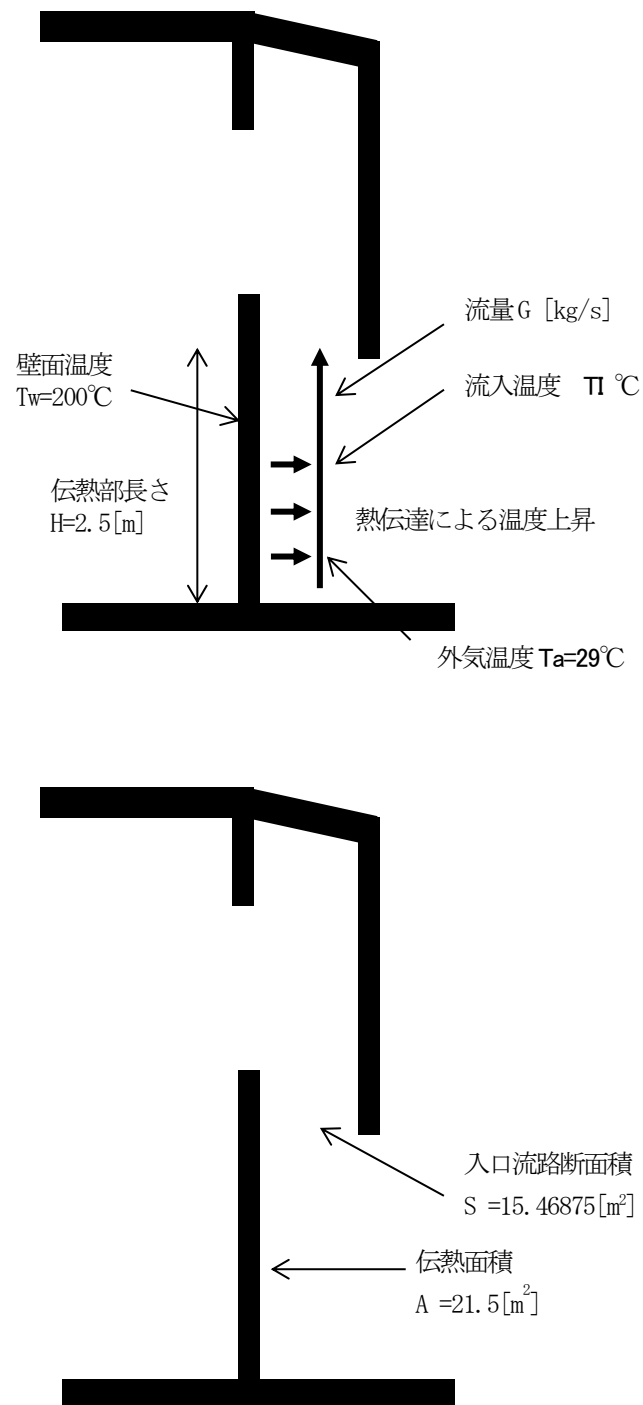 流量G [kg/s]
壁面温度
Tw=200℃
流入温度　TI ℃
伝熱部長さ
H=2.5[m]
熱伝達による温度上昇
外気温度 Ta=29℃
入口流路断面積
S =15.46875[m²]
伝熱面積
A =21.5[m²]